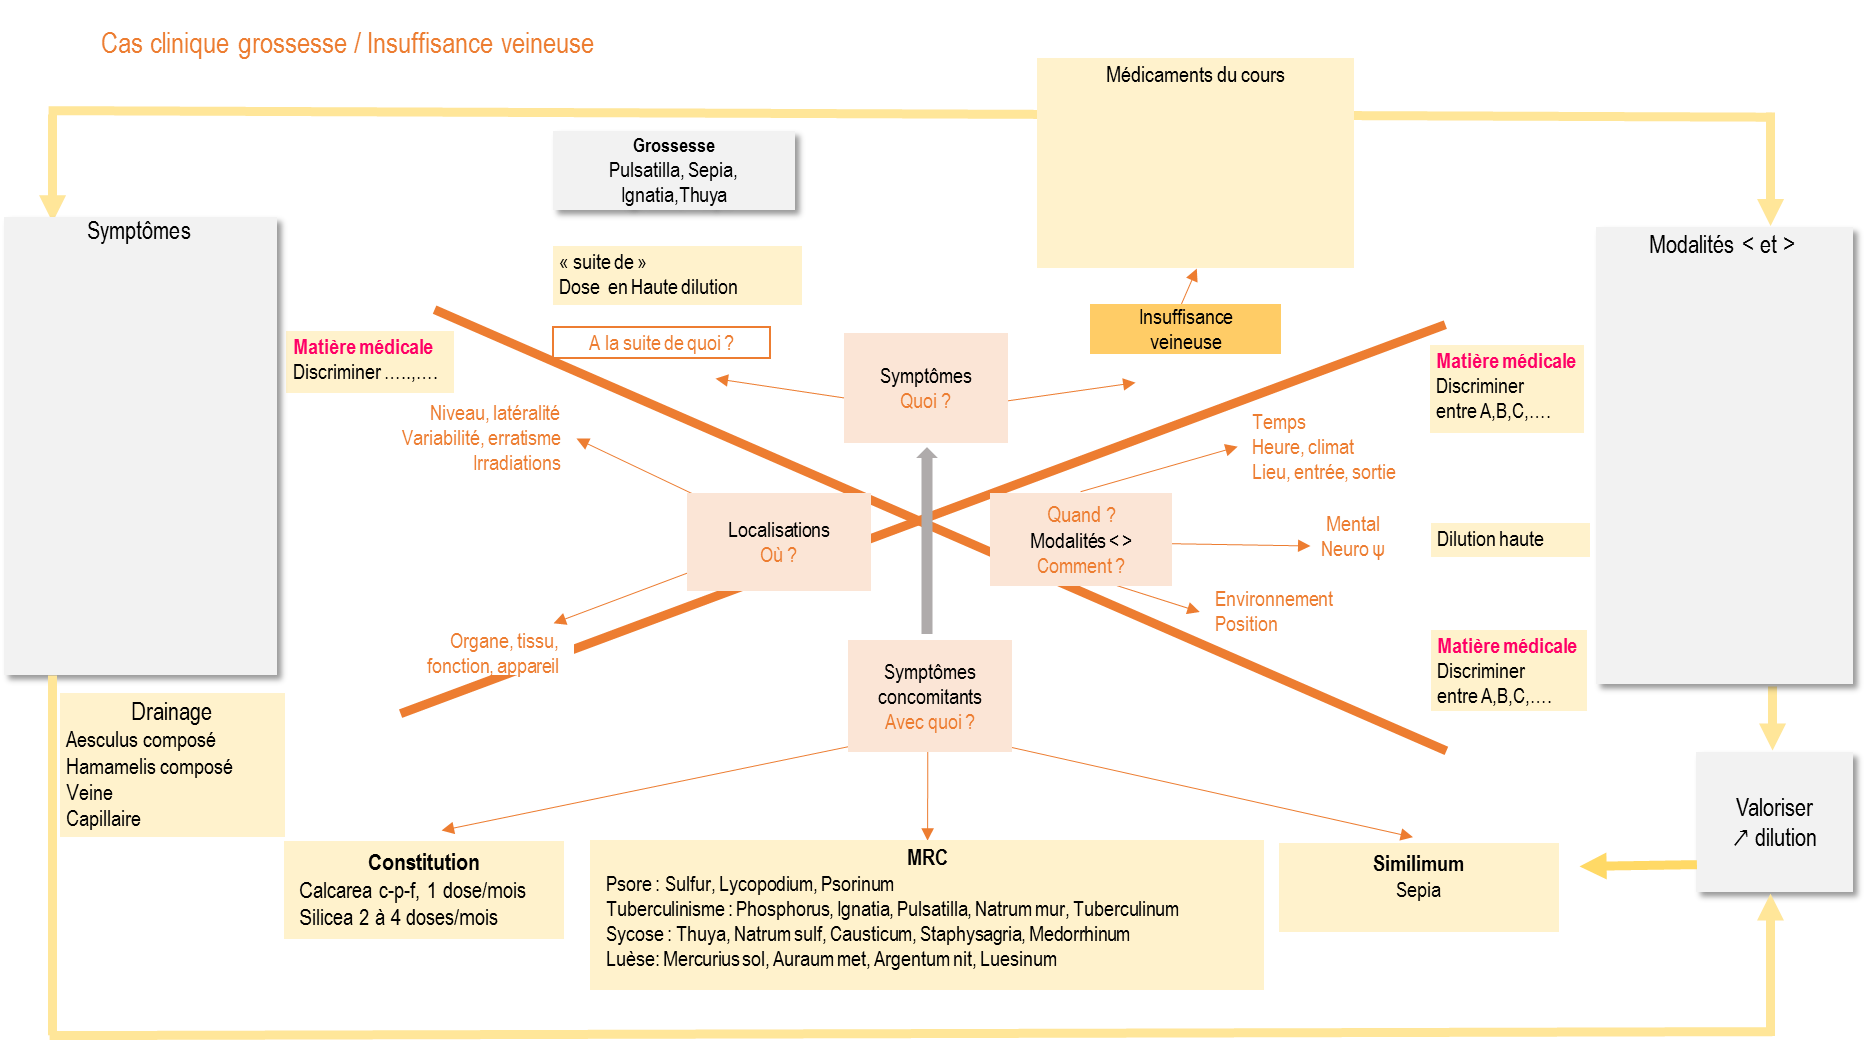 Cas clinique grossesse / Insuffisance veineuse
Médicaments du cours
Grossesse
Pulsatilla, Sepia,
Ignatia,Thuya
Symptômes
Modalités < et >
« suite de »
Dose en Haute dilution
A la suite de quoi ?
Insuffisance
veineuse
Matière médicale
Discriminer …..,….
Symptômes
Quoi ?
Matière médicale
Discriminer
entre A,B,C,….
Niveau, latéralité
Variabilité, erratisme
Irradiations
Temps
Heure, climat
Lieu, entrée, sortie
Localisations
Où ?
Quand ?
Modalités < >
Comment ?
Mental
Neuro ψ
Dilution haute
Environnement
Position
Organe, tissu,
fonction, appareil
Matière médicale
Discriminer
entre A,B,C,….
Symptômes
concomitants
Avec quoi ?
Drainage
Aesculus composé
Hamamelis composé
Veine
Capillaire
Valoriser
↗ dilution
Constitution
Calcarea c-p-f, 1 dose/mois
Silicea 2 à 4 doses/mois
MRC
Psore : Sulfur, Lycopodium, Psorinum
Tuberculinisme : Phosphorus, Ignatia, Pulsatilla, Natrum mur, Tuberculinum
Sycose : Thuya, Natrum sulf, Causticum, Staphysagria, Medorrhinum
Luèse: Mercurius sol, Auraum met, Argentum nit, Luesinum
Similimum
Sepia